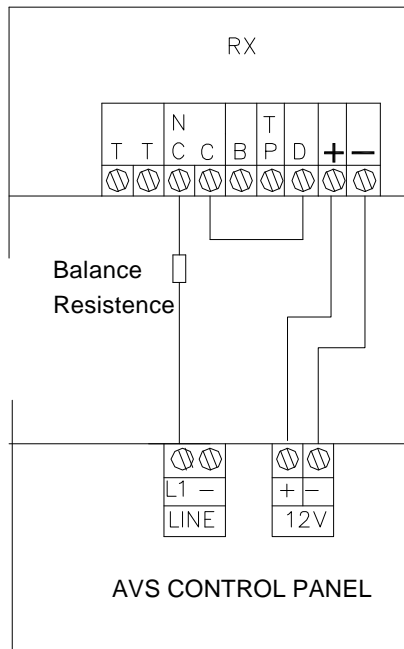 RX
N T
T T C C B P D + −
Balance
Resistence
L1 − + −
LINE 12V
AVS CONTROL PANEL